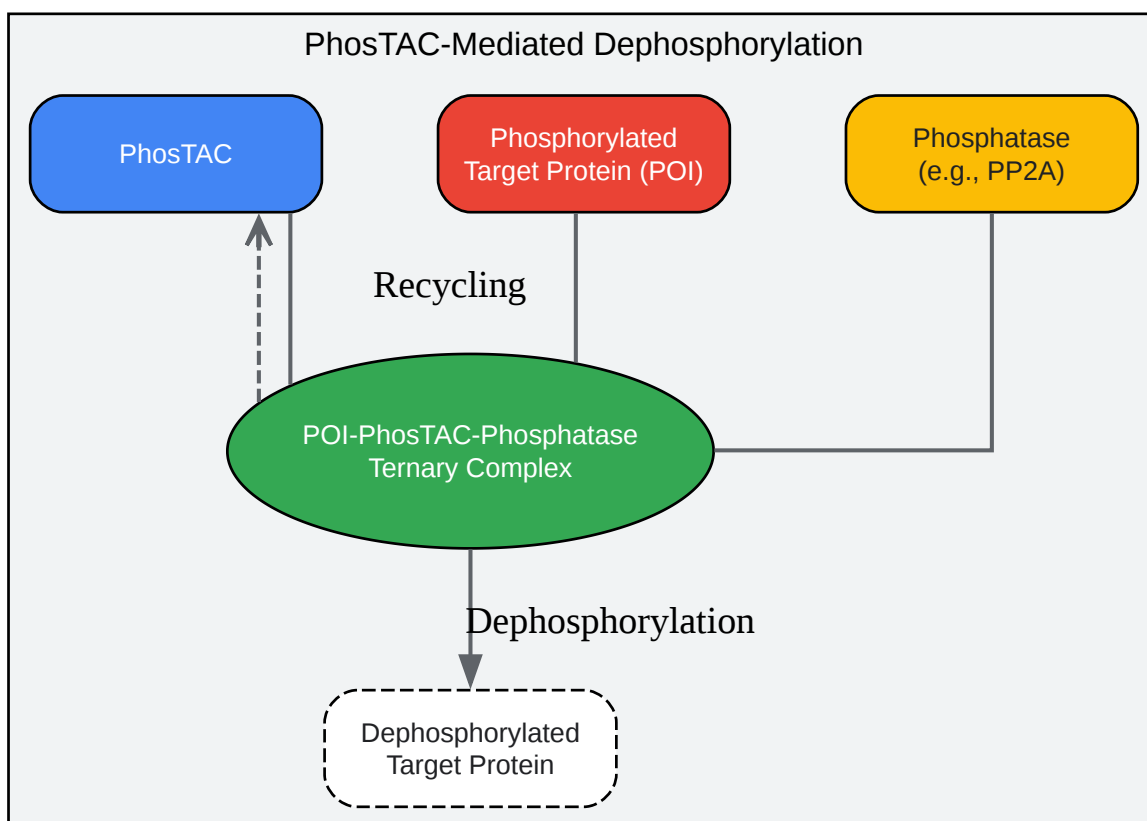 PhosTAC-Mediated Dephosphorylation
PhosTAC
Phosphorylated
Target Protein (POI)
Phosphatase
(e.g., PP2A)
Recycling
POI-PhosTAC-Phosphatase
Ternary Complex
Dephosphorylation
Dephosphorylated
Target Protein